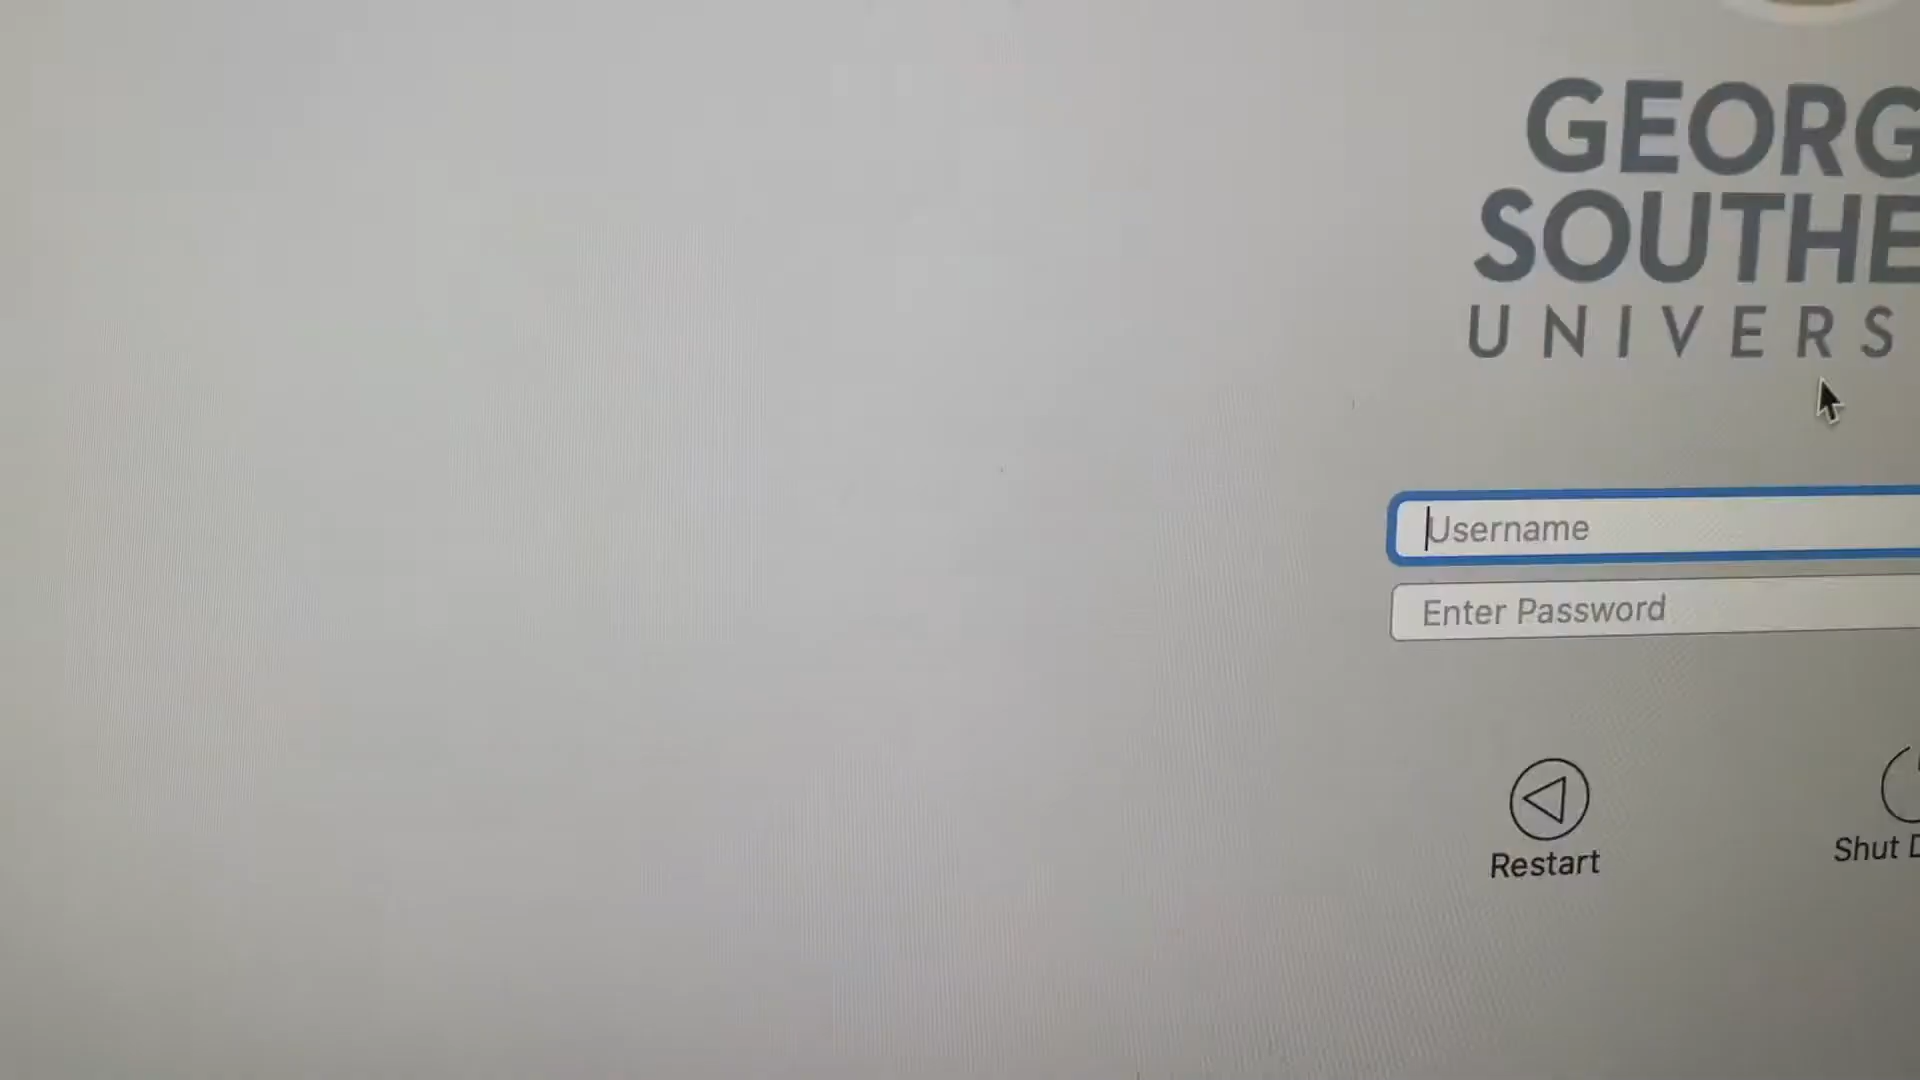 GEORG
SOUTHE
UNIVERS
Username
Enter Password
Restart
Shut D